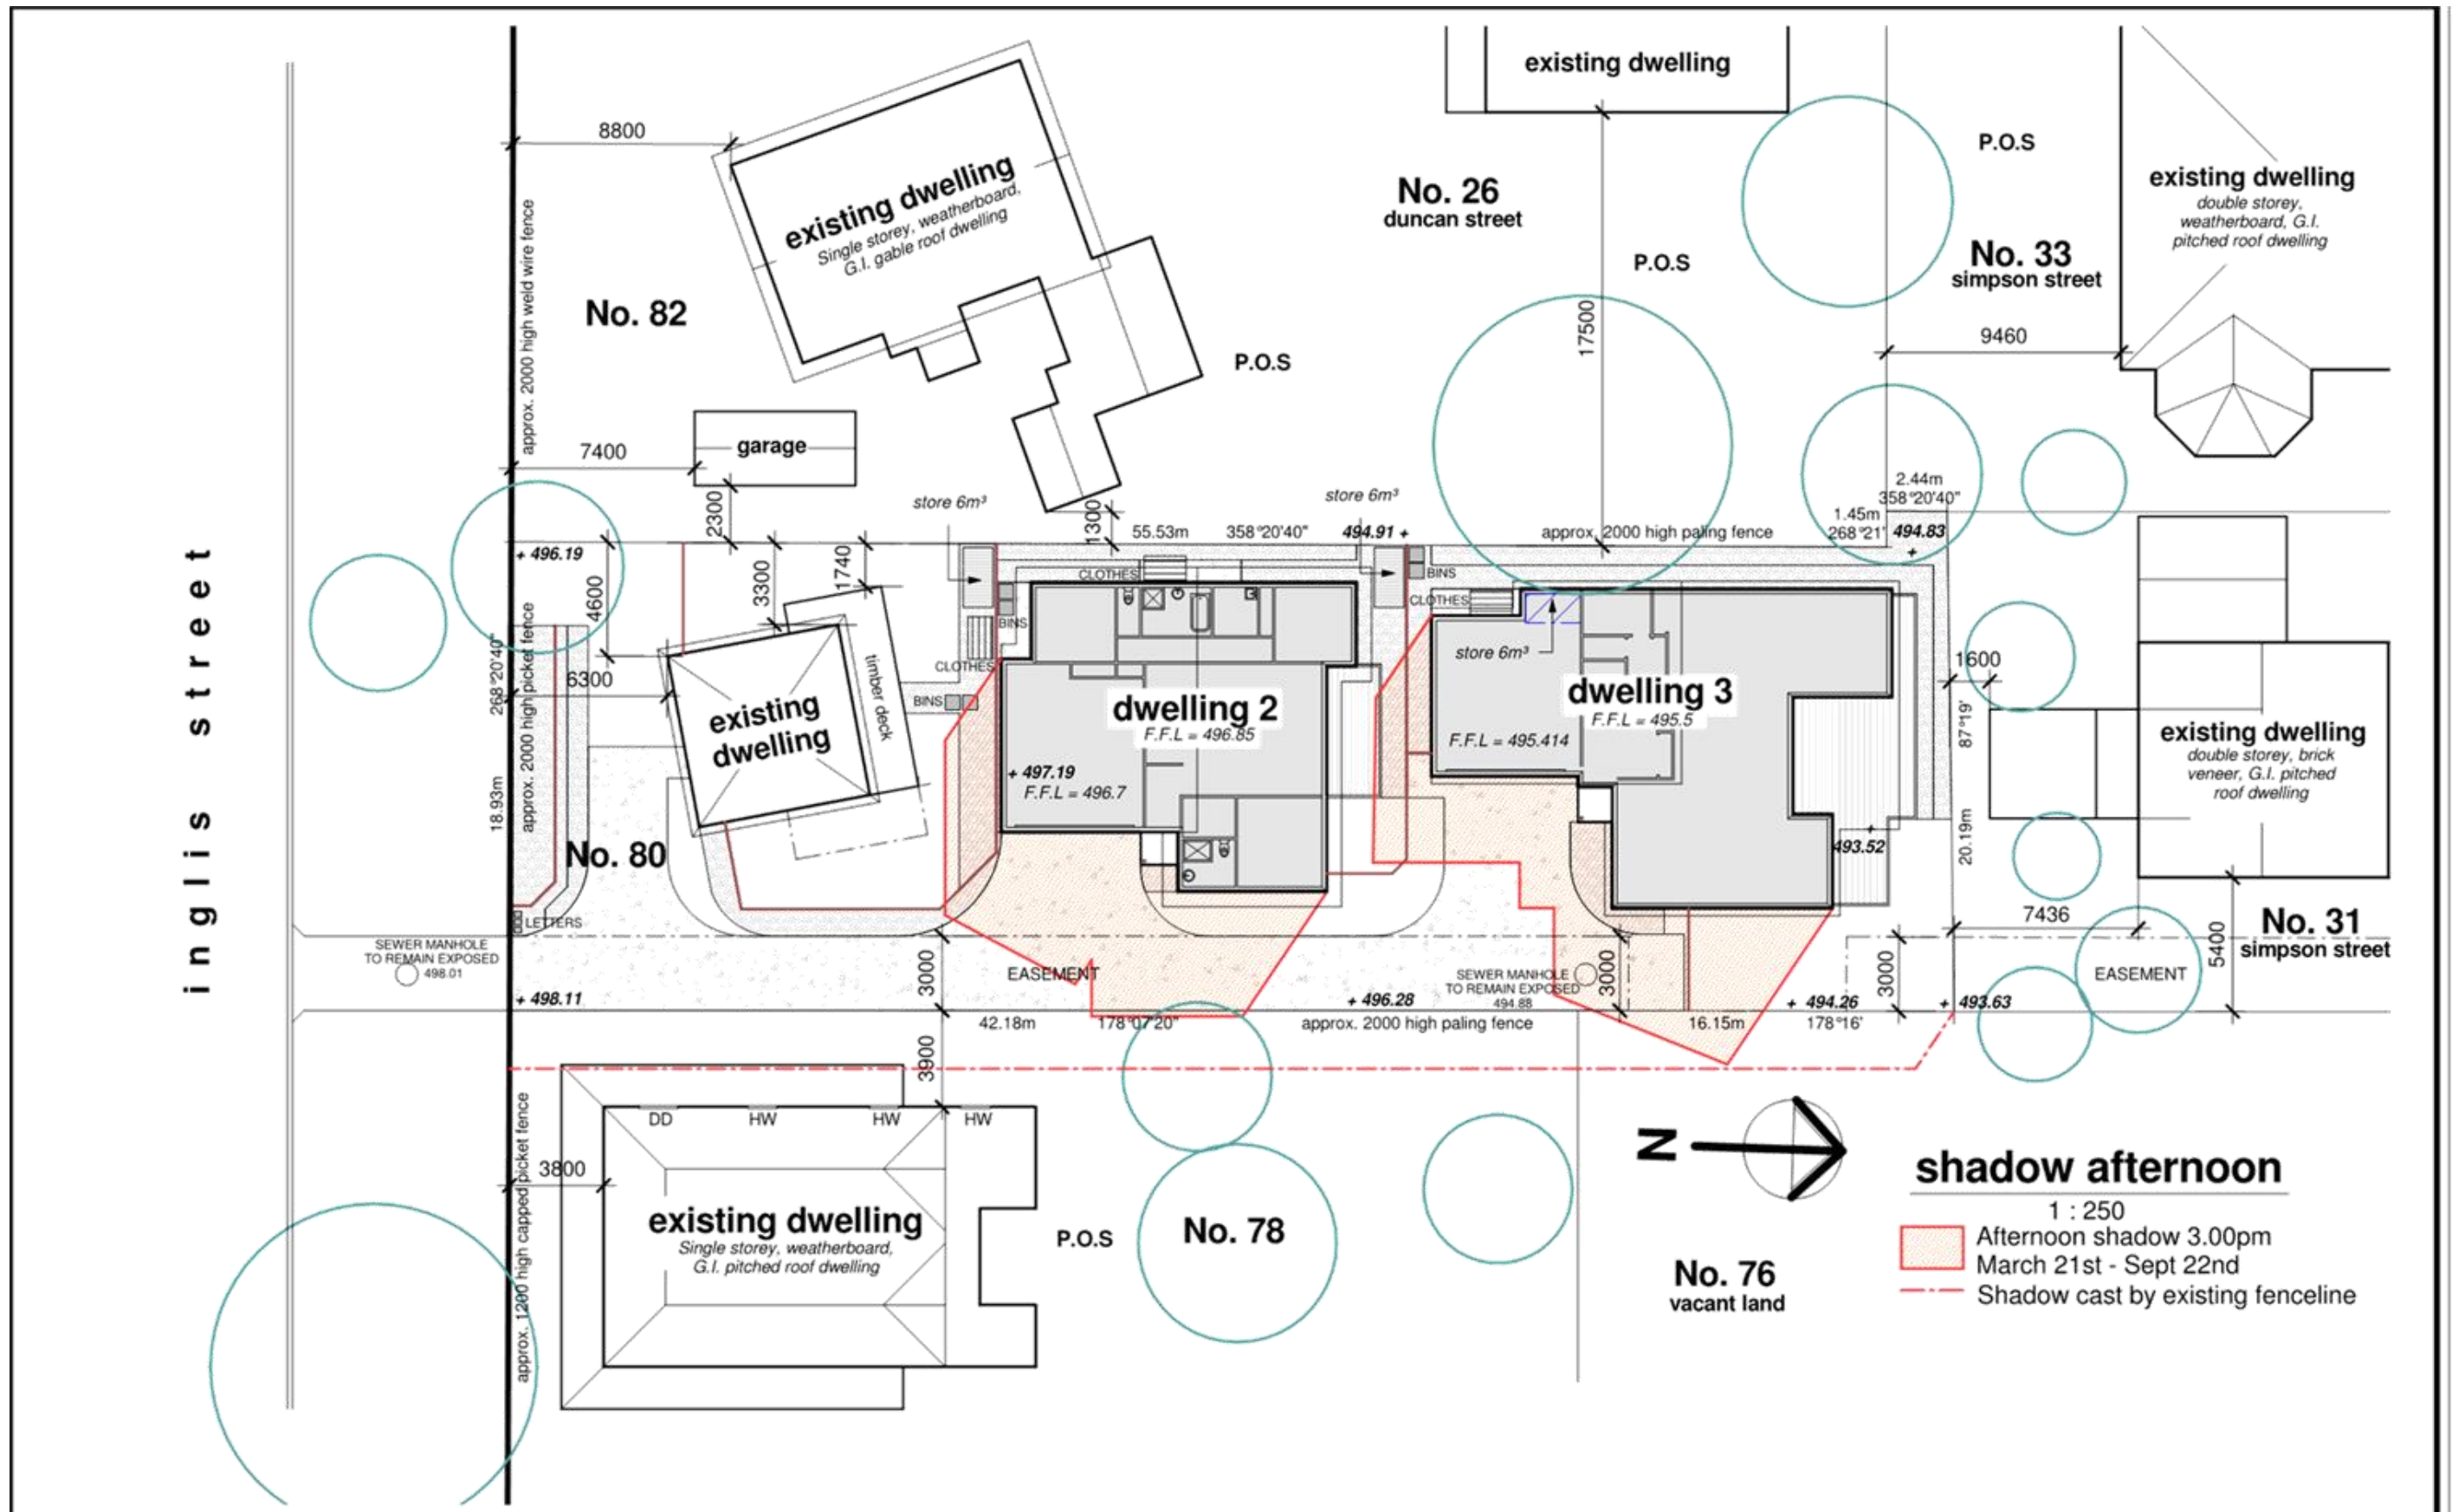 existing dwelling
P.O.S
existing dwelling
double storey,
weatherboard, G.I.
pitched roof dwelling
8800
existing dwelling
Single storey, weatherboard,
G.I. gable roof dwelling
No. 26
duncan street
P.O.S
No. 33
simpson street
approx. 2000 high weld wire fence
No. 82
17500
9460
P.O.S
7400
garage
2300
store 6m³
1300
store 6m³
2.44m
358°20'40"
1.45m
268°21'
494.83
+
+ 496.19
55.53m
358°20'40"
494.91 +
approx. 2000 high paling fence
4600
3300
1740
CLOTHES
BINS
CLOTHES
BINS
inglis street
268°20'40"
approx. 2000 high picket fence
6300
timber deck
CLOTHES
BINS
store 6m³
1600
existing
dwelling
dwelling 2
F.F.L = 496.85
dwelling 3
F.F.L = 495.5
F.F.L = 495.414
87°19'
existing dwelling
double storey, brick
veneer, G.I. pitched
roof dwelling
+ 497.19
F.F.L = 496.7
18.93m
No. 80
+
493.52
20.19m
LETTERS
7436
No. 31
simpson street
5400
SEWER MANHOLE
TO REMAIN EXPOSED
498.01
3000
EASEMENT
SEWER MANHOLE
TO REMAIN EXPOSED
494.88
3000
3000
EASEMENT
+ 498.11
+ 496.28
+ 494.26
+ 493.63
42.18m
178°07'20"
approx. 2000 high paling fence
16.15m
178°16'
3900
DD
HW
HW
HW
approx. 1200 high capped picket fence
3800
existing dwelling
Single storey, weatherboard,
G.I. pitched roof dwelling
P.O.S
No. 78
N
shadow afternoon
1 : 250
Afternoon shadow 3.00pm
March 21st - Sept 22nd
Shadow cast by existing fenceline
No. 76
vacant land